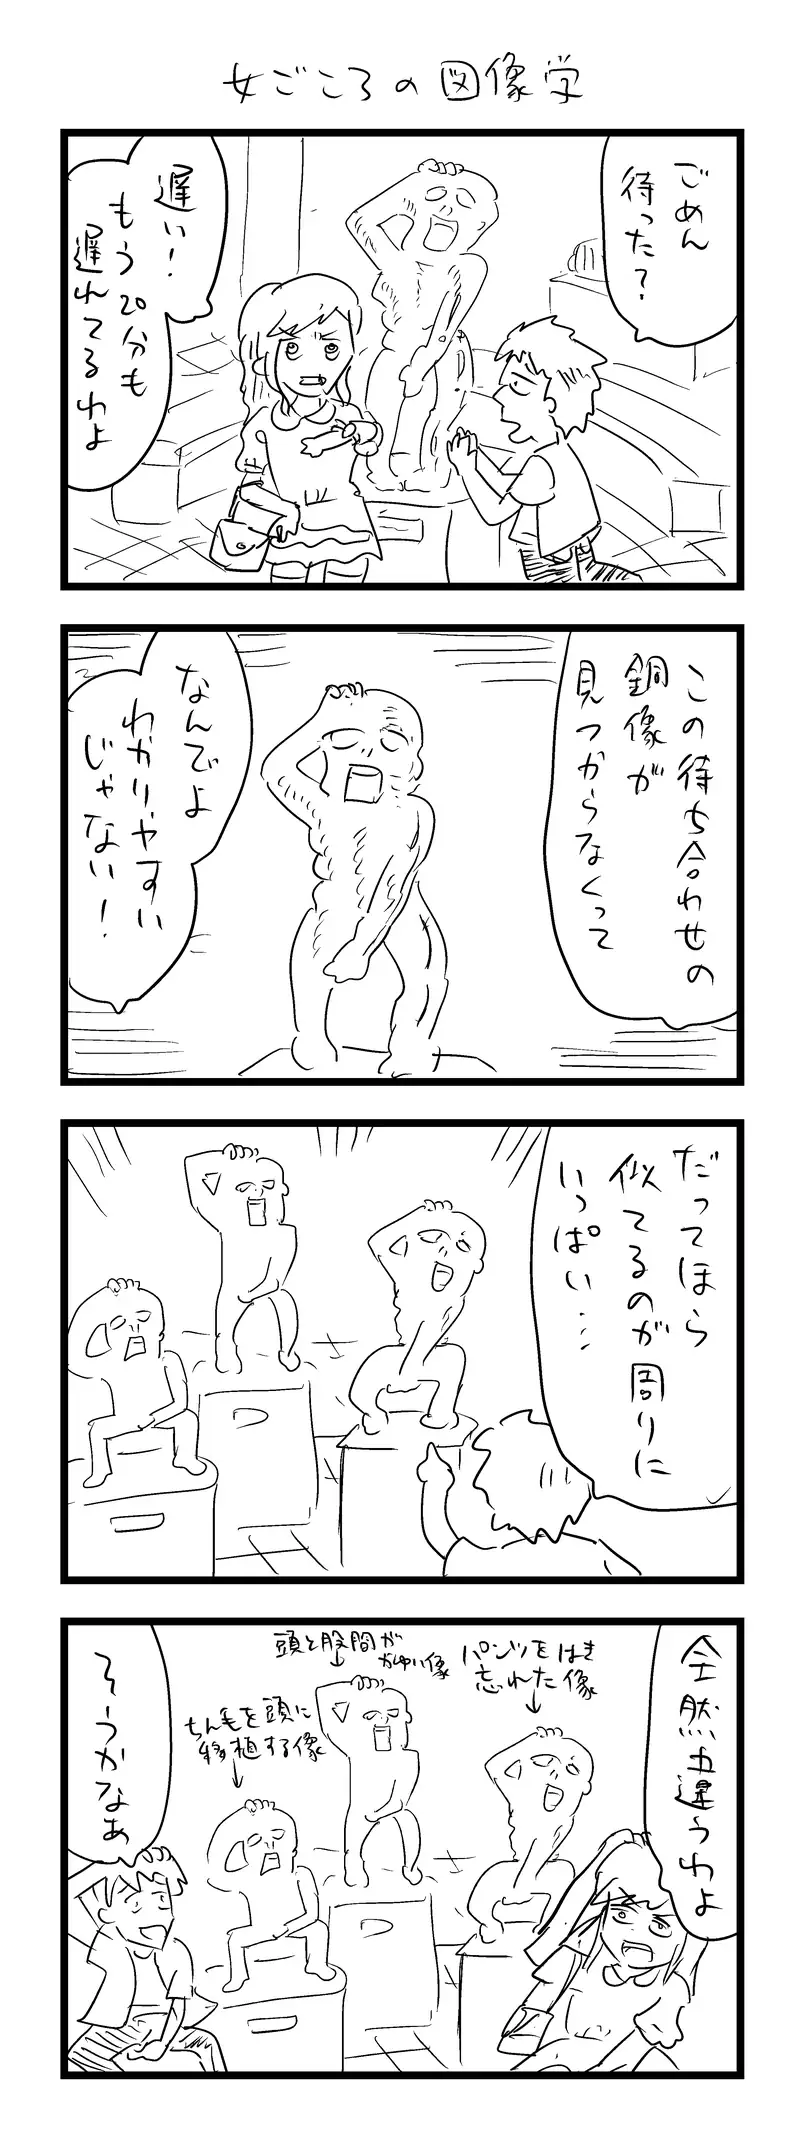 女ごころの図像学
ごめん
待った?
遅い!
もう20分も
遅れてるわよ
この待ち合わせの
銅像が
見つからなくって
なんでよ
わかりやすい
じゃない!
だってほら
似てるのが周りに
いっぱい…
全然違うわよ
パンツをはき
忘れた像
頭と股間が
かゆい像
ちん毛を頭に
移植する像
そうかなぁ